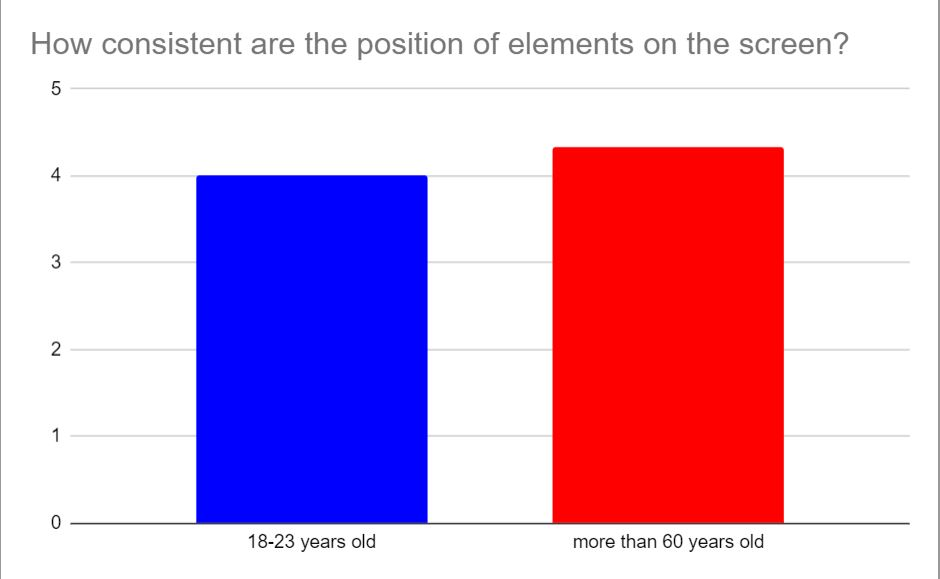 How consistent are the position of elements on the screen?
5
4
3
2
1
0
18-23 years old
more than 60 years old